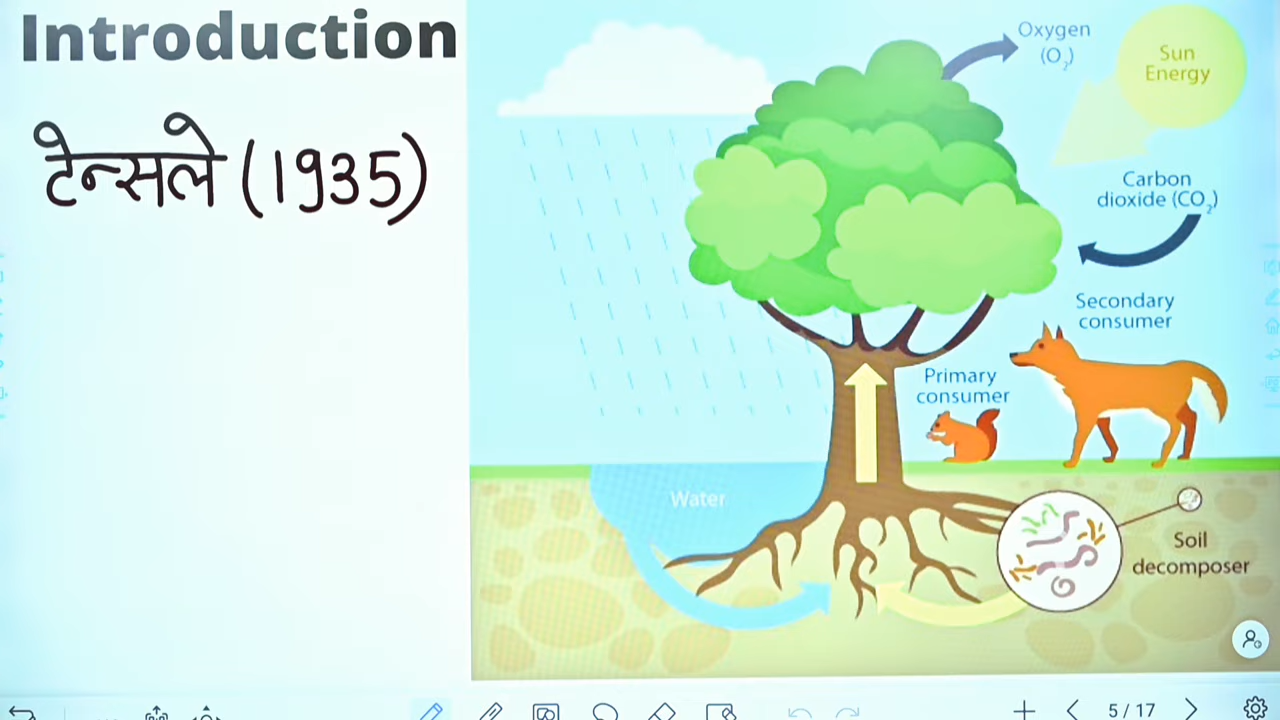 Introduction
टेन्सले (1935)
Oxygen
(O₂)
Sun
Energy
Carbon
dioxide (CO₂)
Secondary
consumer
Primary
consumer
Water
Soil
decomposer
5 / 17